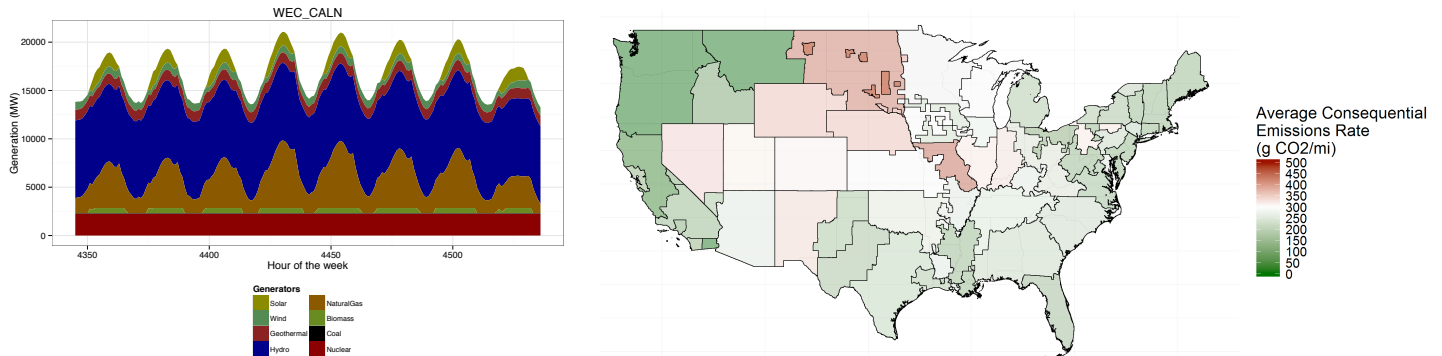 WEC_CALN
Generation (MW)
20000
15000
10000
5000
0
4350
4400
4450
4500
Hour of the week
Generators
Solar
NaturalGas
Wind
Biomass
Geothermal
Coal
Hydro
Nuclear
Average Consequential
Emissions Rate
(g CO2/mi)
500
450
400
350
300
250
200
150
100
50
0